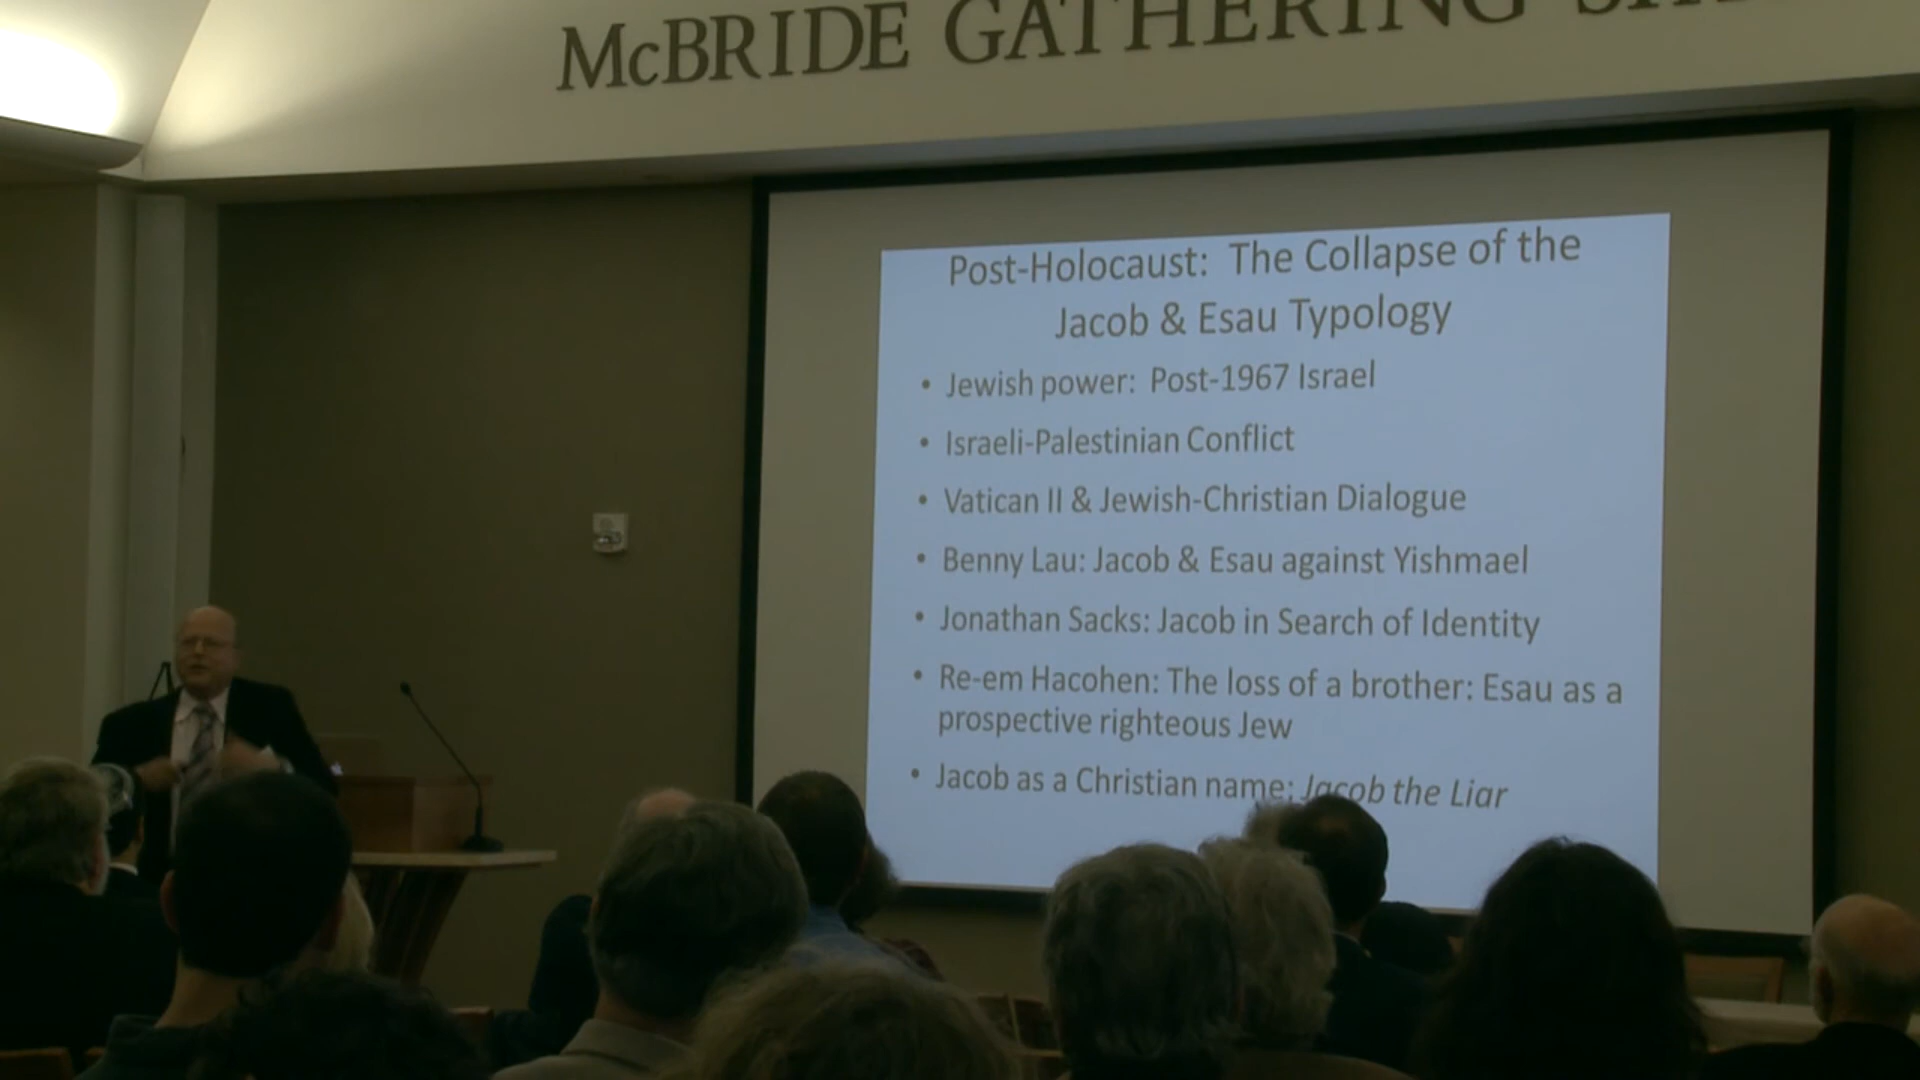 McBRIDE GATHERING
Post-Holocaust: The Collapse of the
Jacob & Esau Typology
• Jewish power: Post-1967 Israel
• Israeli-Palestinian Conflict
• Vatican II & Jewish-Christian Dialogue
• Benny Lau: Jacob & Esau against Yishmael
• Jonathan Sacks: Jacob in Search of Identity
• Re-em Hacohen: The loss of a brother: Esau as a
prospective righteous Jew
• Jacob as a Christian name: Jacob the Liar